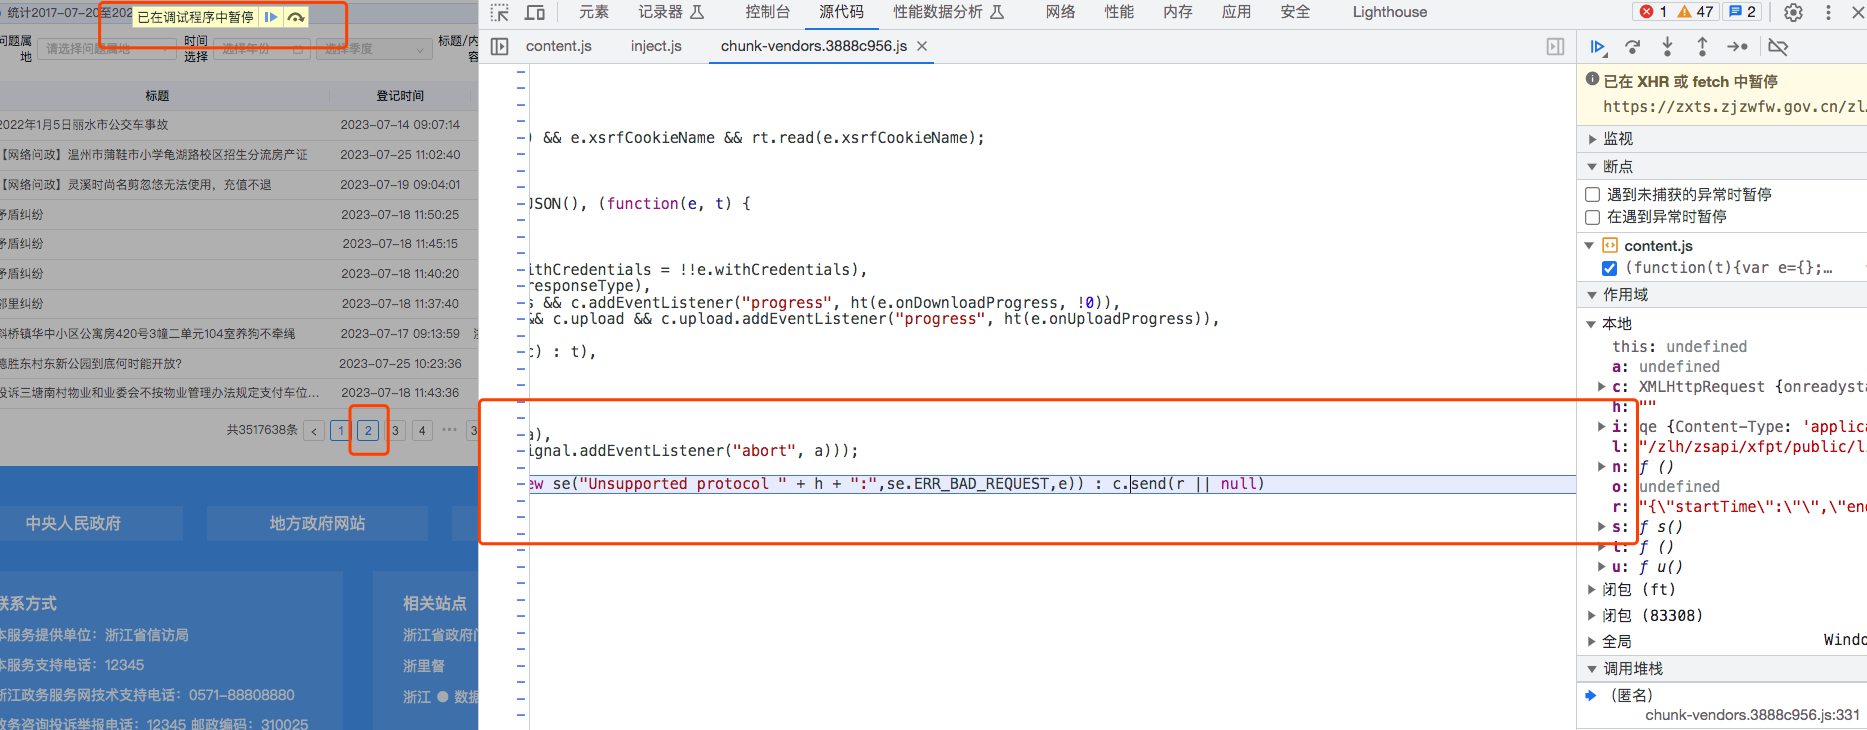 统计2017-07-20至202
已在调试程序中暂停
问题属地
请选择问题属地
时间选择
选择年份
选择季度
标题/内容
标题
登记时间
2022年1月5日丽水市公交车事故
2023-07-14 09:07:14
【网络问政】温州市蒲鞋市小学龟湖路校区招生分流房产证
2023-07-25 11:02:40
【网络问政】灵溪时尚名剪忽悠无法使用，充值不退
2023-07-19 09:04:01
矛盾纠纷
2023-07-18 11:50:25
矛盾纠纷
2023-07-18 11:45:15
矛盾纠纷
2023-07-18 11:40:20
邻里纠纷
2023-07-18 11:37:40
斜桥镇华中小区公寓房420号3幢二单元104室养狗不牵绳
2023-07-17 09:13:59
德胜东村东新公园到底何时能开放？
2023-07-25 10:23:36
投诉三塘南村物业和业委会不按物业管理办法规定支付车位...
2023-07-18 11:43:36
共3517638条 < 1 2 3 4 ••• 3
中央人民政府
地方政府网站
联系方式
相关站点
本服务提供单位：浙江省信访局
浙江省政府门
本服务支持电话：12345
浙里督
浙江政务服务网技术支持电话：0571-88808880
浙江 数据
政务咨询投诉举报电话：12345 邮政编码：310025
元素 记录器 控制台 源代码 性能数据分析 网络 性能 内存 应用 安全 Lighthouse
1 47 2
content.js inject.js chunk-vendors.3888c956.js
) && e.xsrfCookieName && rt.read(e.xsrfCookieName);
JSON(), (function(e, t) {
ithCredentials = !!e.withCredentials),
responseType),
s && c.addEventListener("progress", ht(e.onDownloadProgress, !0)),
&& c.upload && c.upload.addEventListener("progress", ht(e.onUploadProgress)),
c) : t),
a),
ignal.addEventListener("abort", a)));
ew se("Unsupported protocol " + h + ":",se.ERR_BAD_REQUEST,e)) : c.send(r || null)
已在 XHR 或 fetch 中暂停
https://zxts.zjzwfw.gov.cn/zl
监视
断点
遇到未捕获的异常时暂停
在遇到异常时暂停
content.js
(function(t){var e={};…
作用域
本地
this: undefined
a: undefined
c: XMLHttpRequest {onreadysta
h: ""
i: qe {Content-Type: 'applica
l: "/zlh/zsapi/xfpt/public/l
n: ƒ ()
o: undefined
r: "{\"startTime\":\"\",\"en
s: ƒ s()
t: ƒ ()
u: ƒ u()
闭包 (ft)
闭包 (83308)
全局
Windo
调用堆栈
(匿名)
chunk-vendors.3888c956.js:331